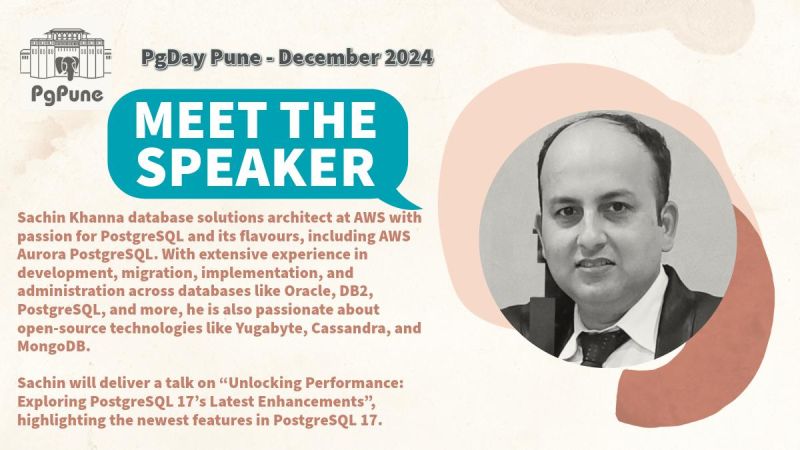 PgPune
PgDay Pune - December 2024
MEET THE
SPEAKER
Sachin Khanna database solutions architect at AWS with
passion for PostgreSQL and its flavours, including AWS
Aurora PostgreSQL. With extensive experience in
development, migration, implementation, and
administration across databases like Oracle, DB2,
PostgreSQL, and more, he is also passionate about
open-source technologies like Yugabyte, Cassandra, and
MongoDB.
Sachin will deliver a talk on “Unlocking Performance:
Exploring PostgreSQL 17’s Latest Enhancements”,
highlighting the newest features in PostgreSQL 17.